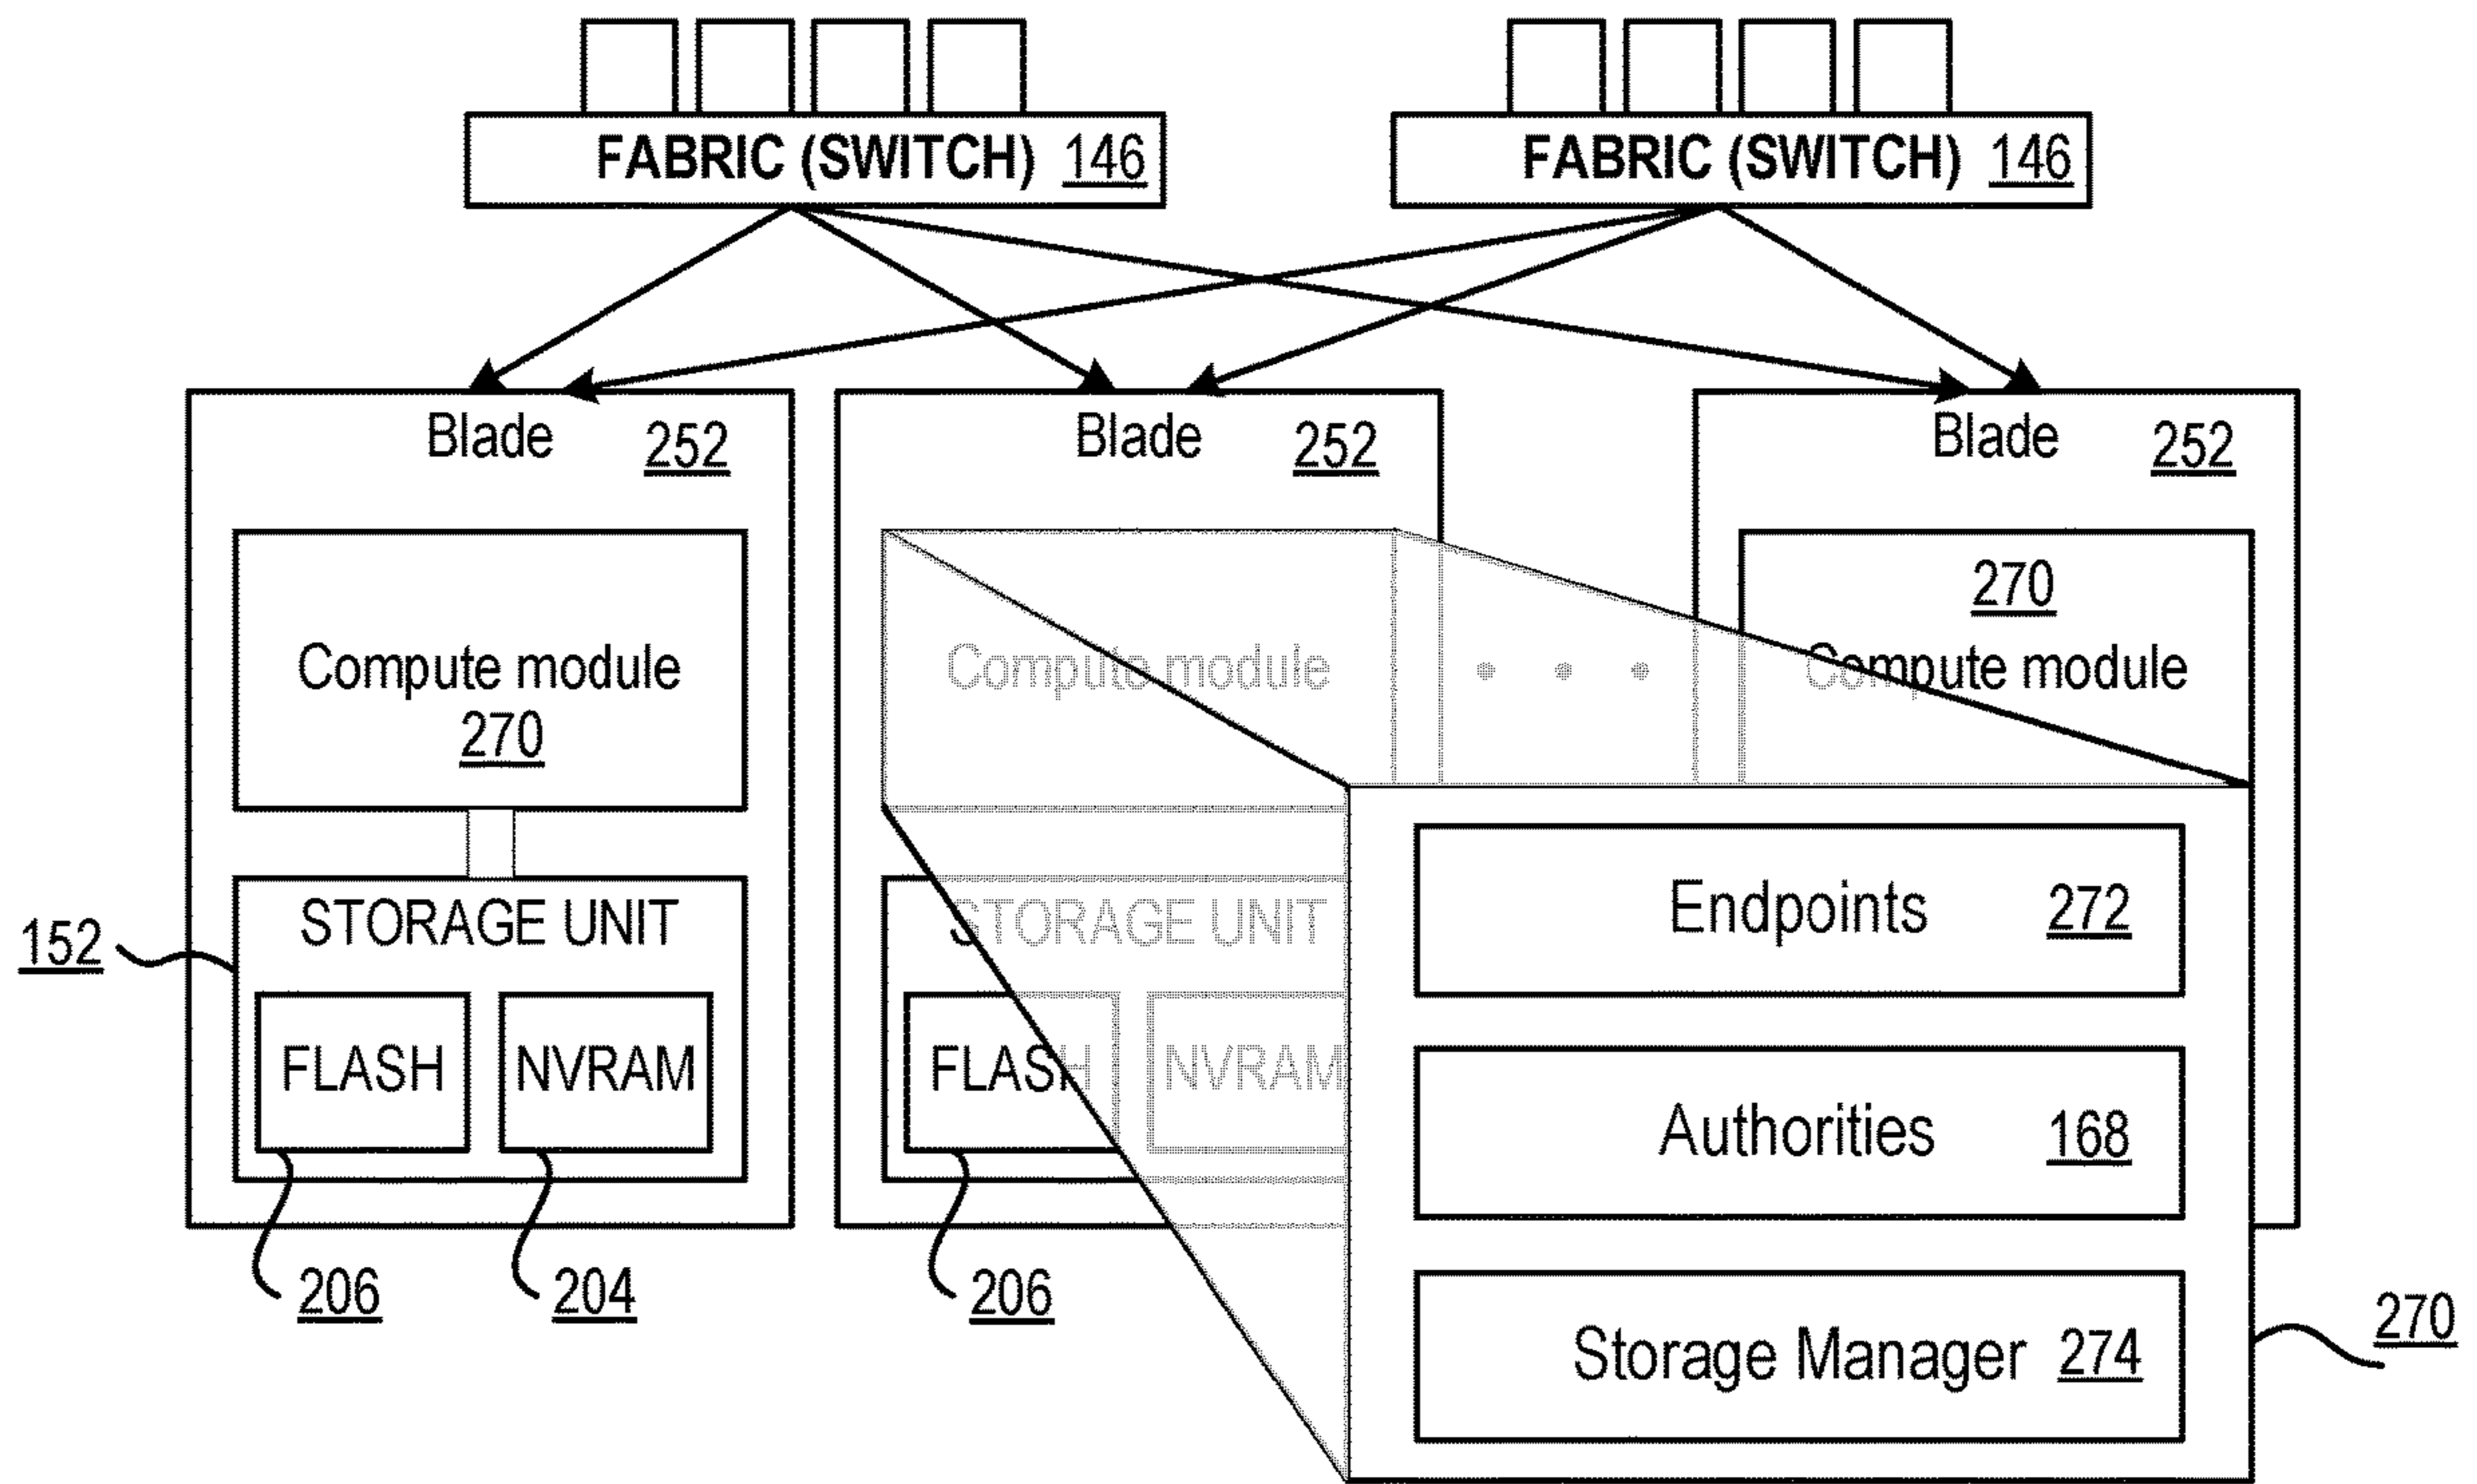 FABRIC (SWITCH) 146
FABRIC (SWITCH) 146
Blade 252
Blade 252
Blade 252
Compute module
270
Compute module
270
Compute module
152
STORAGE UNIT
FLASH
NVRAM
206
204
STORAGE UNIT
FLASH
NVRAM
206
Endpoints 272
Authorities 168
Storage Manager 274
270